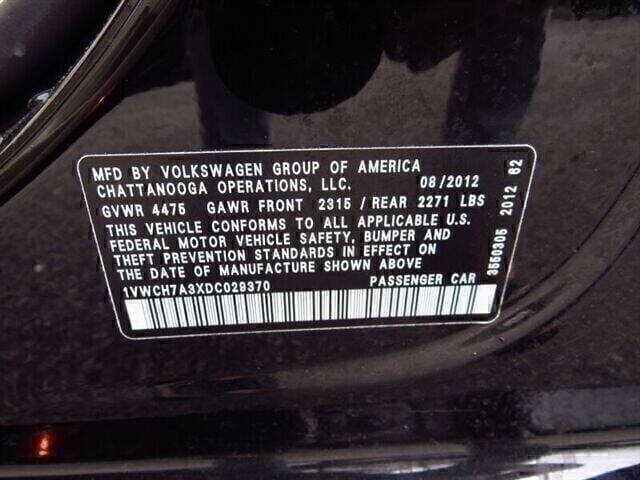 MFD BY VOLKSWAGEN GROUP OF AMERICA
CHATTANOOGA OPERATIONS, LLC. 08/2012
GVWR 4475 GAWR FRONT 2315 / REAR 2271 LBS
THIS VEHICLE CONFORMS TO ALL APPLICABLE U.S.
FEDERAL MOTOR VEHICLE SAFETY, BUMPER AND
THEFT PREVENTION STANDARDS IN EFFECT ON
THE DATE OF MANUFACTURE SHOWN ABOVE
1VWCH7A3XDC029370 PASSENGER CAR
3550305 2012 62